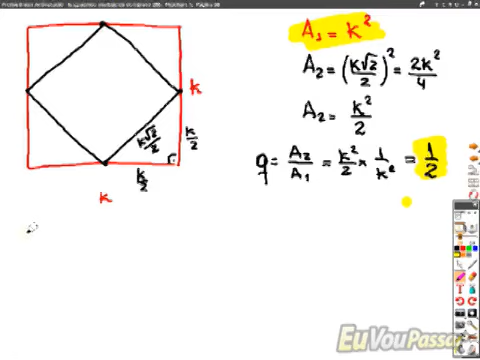 A₁ = k²
A₂ = (k√2/2)² = 2k²/4
A₂ = k²/2
q = A₂/A₁ = k²/2 × 1/k² = 1/2
k
k/2
k√2/2
k/2
k
EuVouPassar